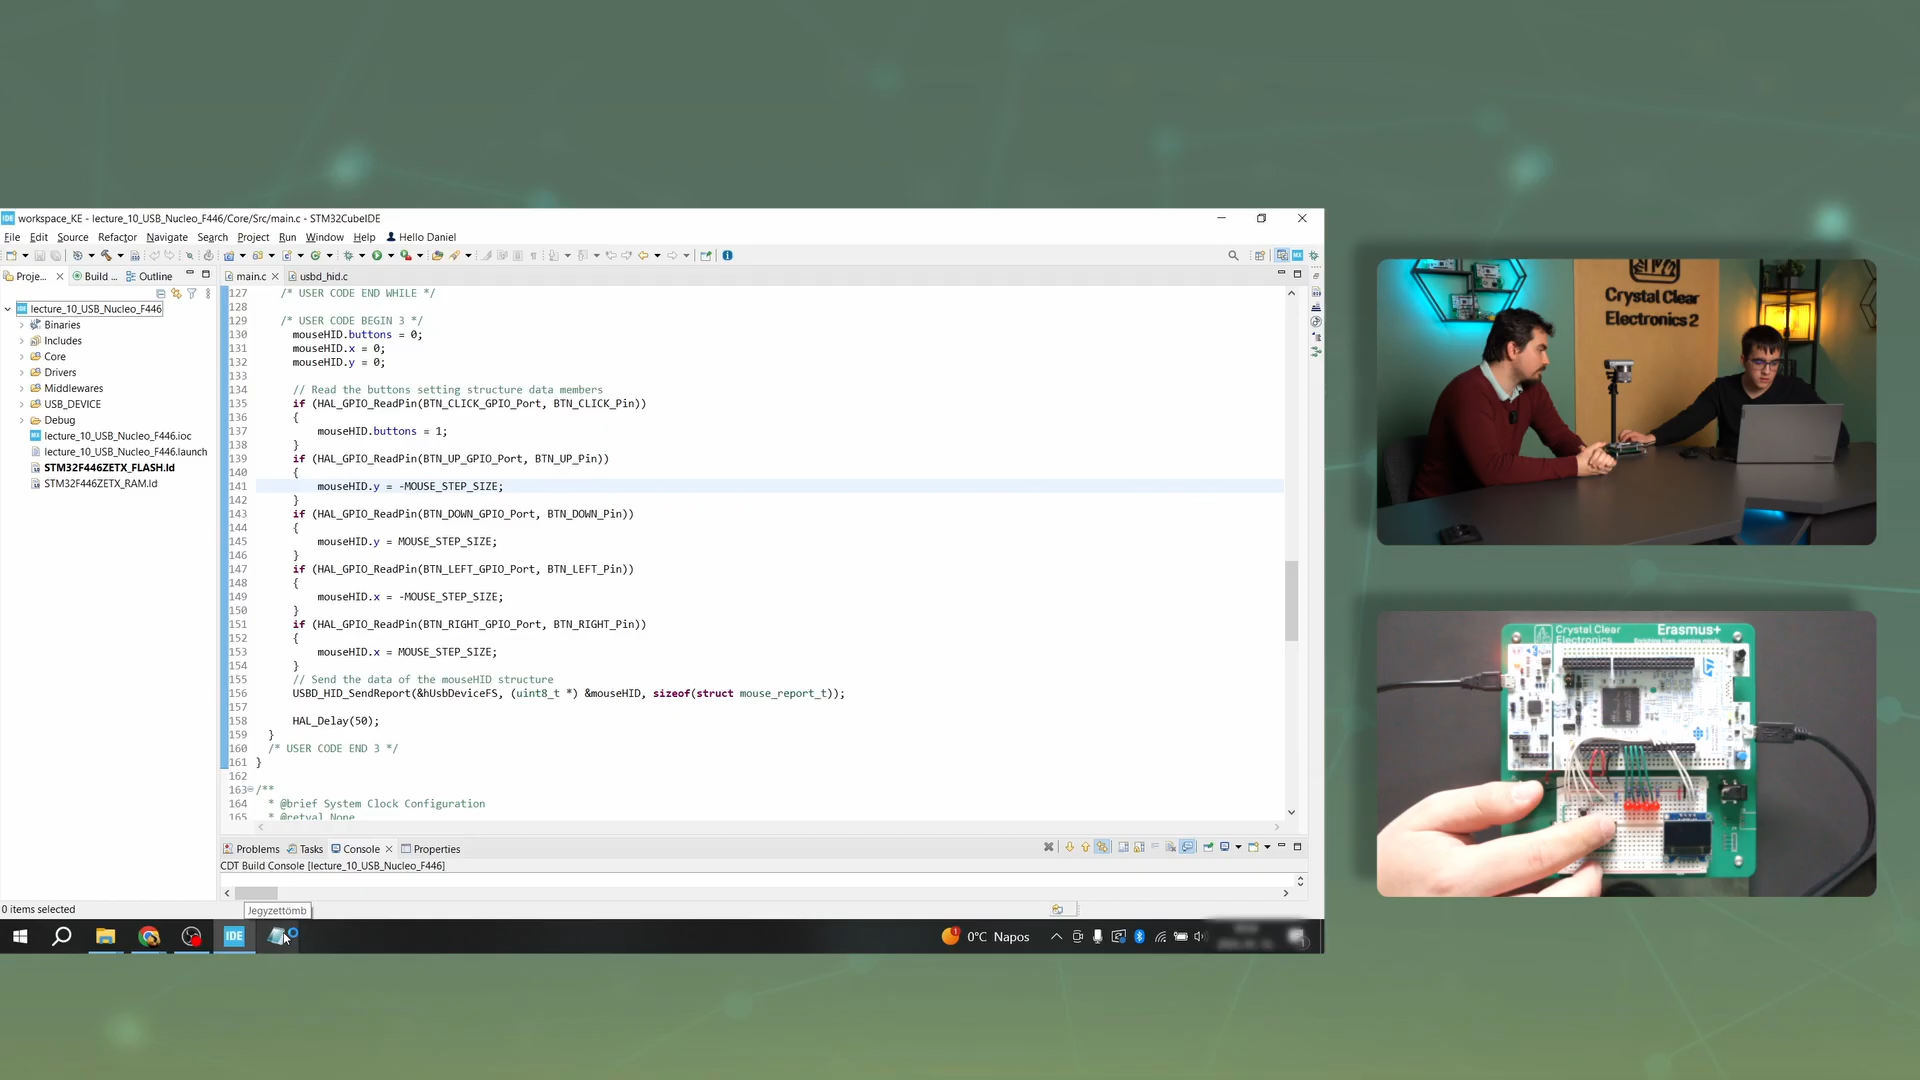 workspace_KE - lecture_10_USB_Nucleo_F446/Core/Src/main.c - STM32CubeIDE
File Edit Source Refactor Navigate Search Project Run Window Help Hello Daniel
Proje... Build ... Outline
main.c usbd_hid.c
lecture_10_USB_Nucleo_F446
Binaries
Includes
Core
Drivers
Middlewares
USB_DEVICE
Debug
lecture_10_USB_Nucleo_F446.ioc
lecture_10_USB_Nucleo_F446.launch
STM32F446ZETX_FLASH.ld
STM32F446ZETX_RAM.ld
127 /* USER CODE END WHILE */
128
129 /* USER CODE BEGIN 3 */
130 mouseHID.buttons = 0;
131 mouseHID.x = 0;
132 mouseHID.y = 0;
133
134 // Read the buttons setting structure data members
135 if (HAL_GPIO_ReadPin(BTN_CLICK_GPIO_Port, BTN_CLICK_Pin))
136 {
137 mouseHID.buttons = 1;
138 }
139 if (HAL_GPIO_ReadPin(BTN_UP_GPIO_Port, BTN_UP_Pin))
140 {
141 mouseHID.y = -MOUSE_STEP_SIZE;
142 }
143 if (HAL_GPIO_ReadPin(BTN_DOWN_GPIO_Port, BTN_DOWN_Pin))
144 {
145 mouseHID.y = MOUSE_STEP_SIZE;
146 }
147 if (HAL_GPIO_ReadPin(BTN_LEFT_GPIO_Port, BTN_LEFT_Pin))
148 {
149 mouseHID.x = -MOUSE_STEP_SIZE;
150 }
151 if (HAL_GPIO_ReadPin(BTN_RIGHT_GPIO_Port, BTN_RIGHT_Pin))
152 {
153 mouseHID.x = MOUSE_STEP_SIZE;
154 }
155 // Send the data of the mouseHID structure
156 USBD_HID_SendReport(&hUsbDeviceFS, (uint8_t *) &mouseHID, sizeof(struct mouse_report_t));
157
158 HAL_Delay(50);
159 }
160 /* USER CODE END 3 */
161 }
162
163 /**
164 * @brief System Clock Configuration
165 * @retval None
Problems Tasks Console Properties
CDT Build Console [lecture_10_USB_Nucleo_F446]
0 items selected
Jegyzettömb
IDE
0°C Napos
Crystal Clear
Electronics 2
Crystal Clear
Electronics
Erasmus+
Enriching lives, opening minds.